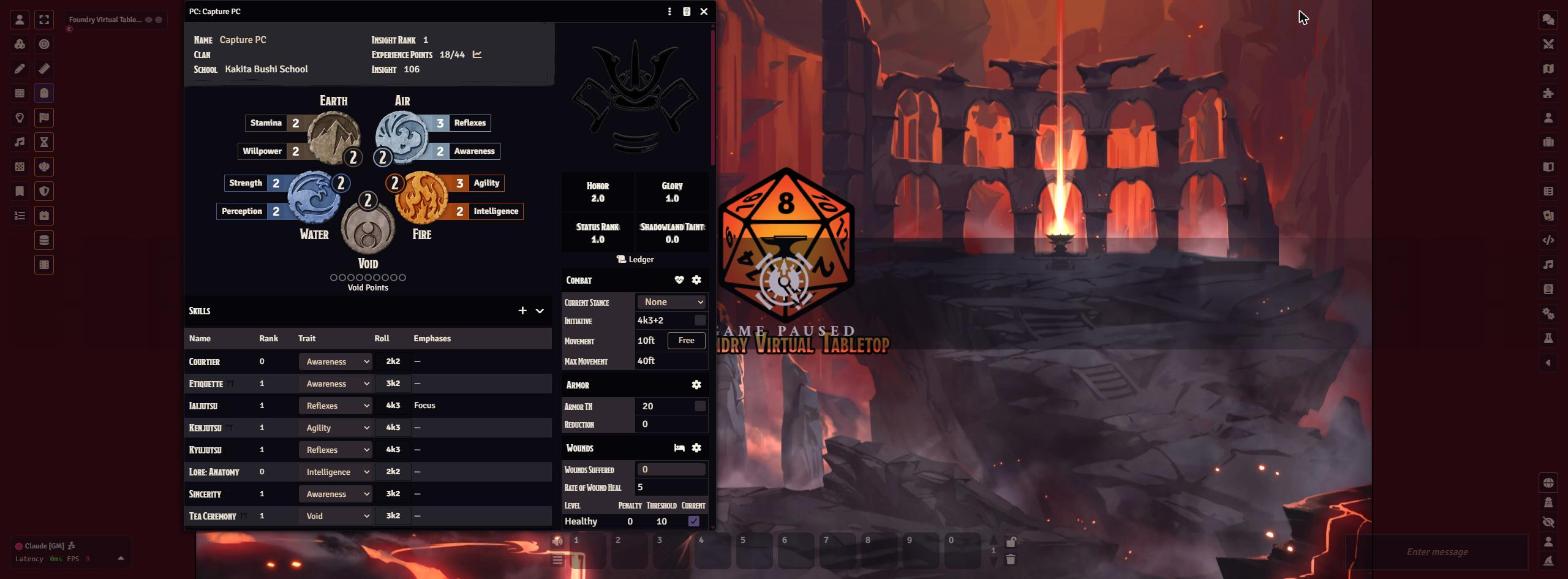 Foundry Virtual Table...
PC: Capture PC
Name Capture PC
Insight Rank 1
Clan
Experience Points 18/44
School Kakita Bushi School
Insight 106
Earth
Air
Stamina 2
3 Reflexes
Willpower 2
2 Awareness
2
2
Strength 2
3 Agility
Perception 2
2 Intelligence
2
2
2
Water
Fire
Void
Void Points
Honor
2.0
Glory
1.0
Status Rank
1.0
Shadowland Taint
0.0
Ledger
Skills
Name Rank Trait Roll Emphases
Courtier 0 Awareness 2k2 –
Etiquette 1 Awareness 3k2 –
Iaijutsu 1 Reflexes 4k3 Focus
Kenjutsu 1 Agility 4k3 –
Kyujutsu 1 Reflexes 4k3 –
Lore: Anatomy 0 Intelligence 2k2 –
Sincerity 1 Awareness 3k2 –
Tea Ceremony 1 Void 3k2 –
Combat
Current Stance None
Initiative 4k3+2
Movement 10ft Free
Max Movement 40ft
Armor
Armor TN 20
Reduction 0
Wounds
Wounds Suffered 0
Rate of Wound Heal 5
Level Penalty Threshold Current
Healthy 0 10
8
AME PAUSED
DRY VIRTUAL TABLETOP
Claude [GM]
Latency 0ms FPS
1 2 3 4 5 6 7 8 9 0
1
Enter message